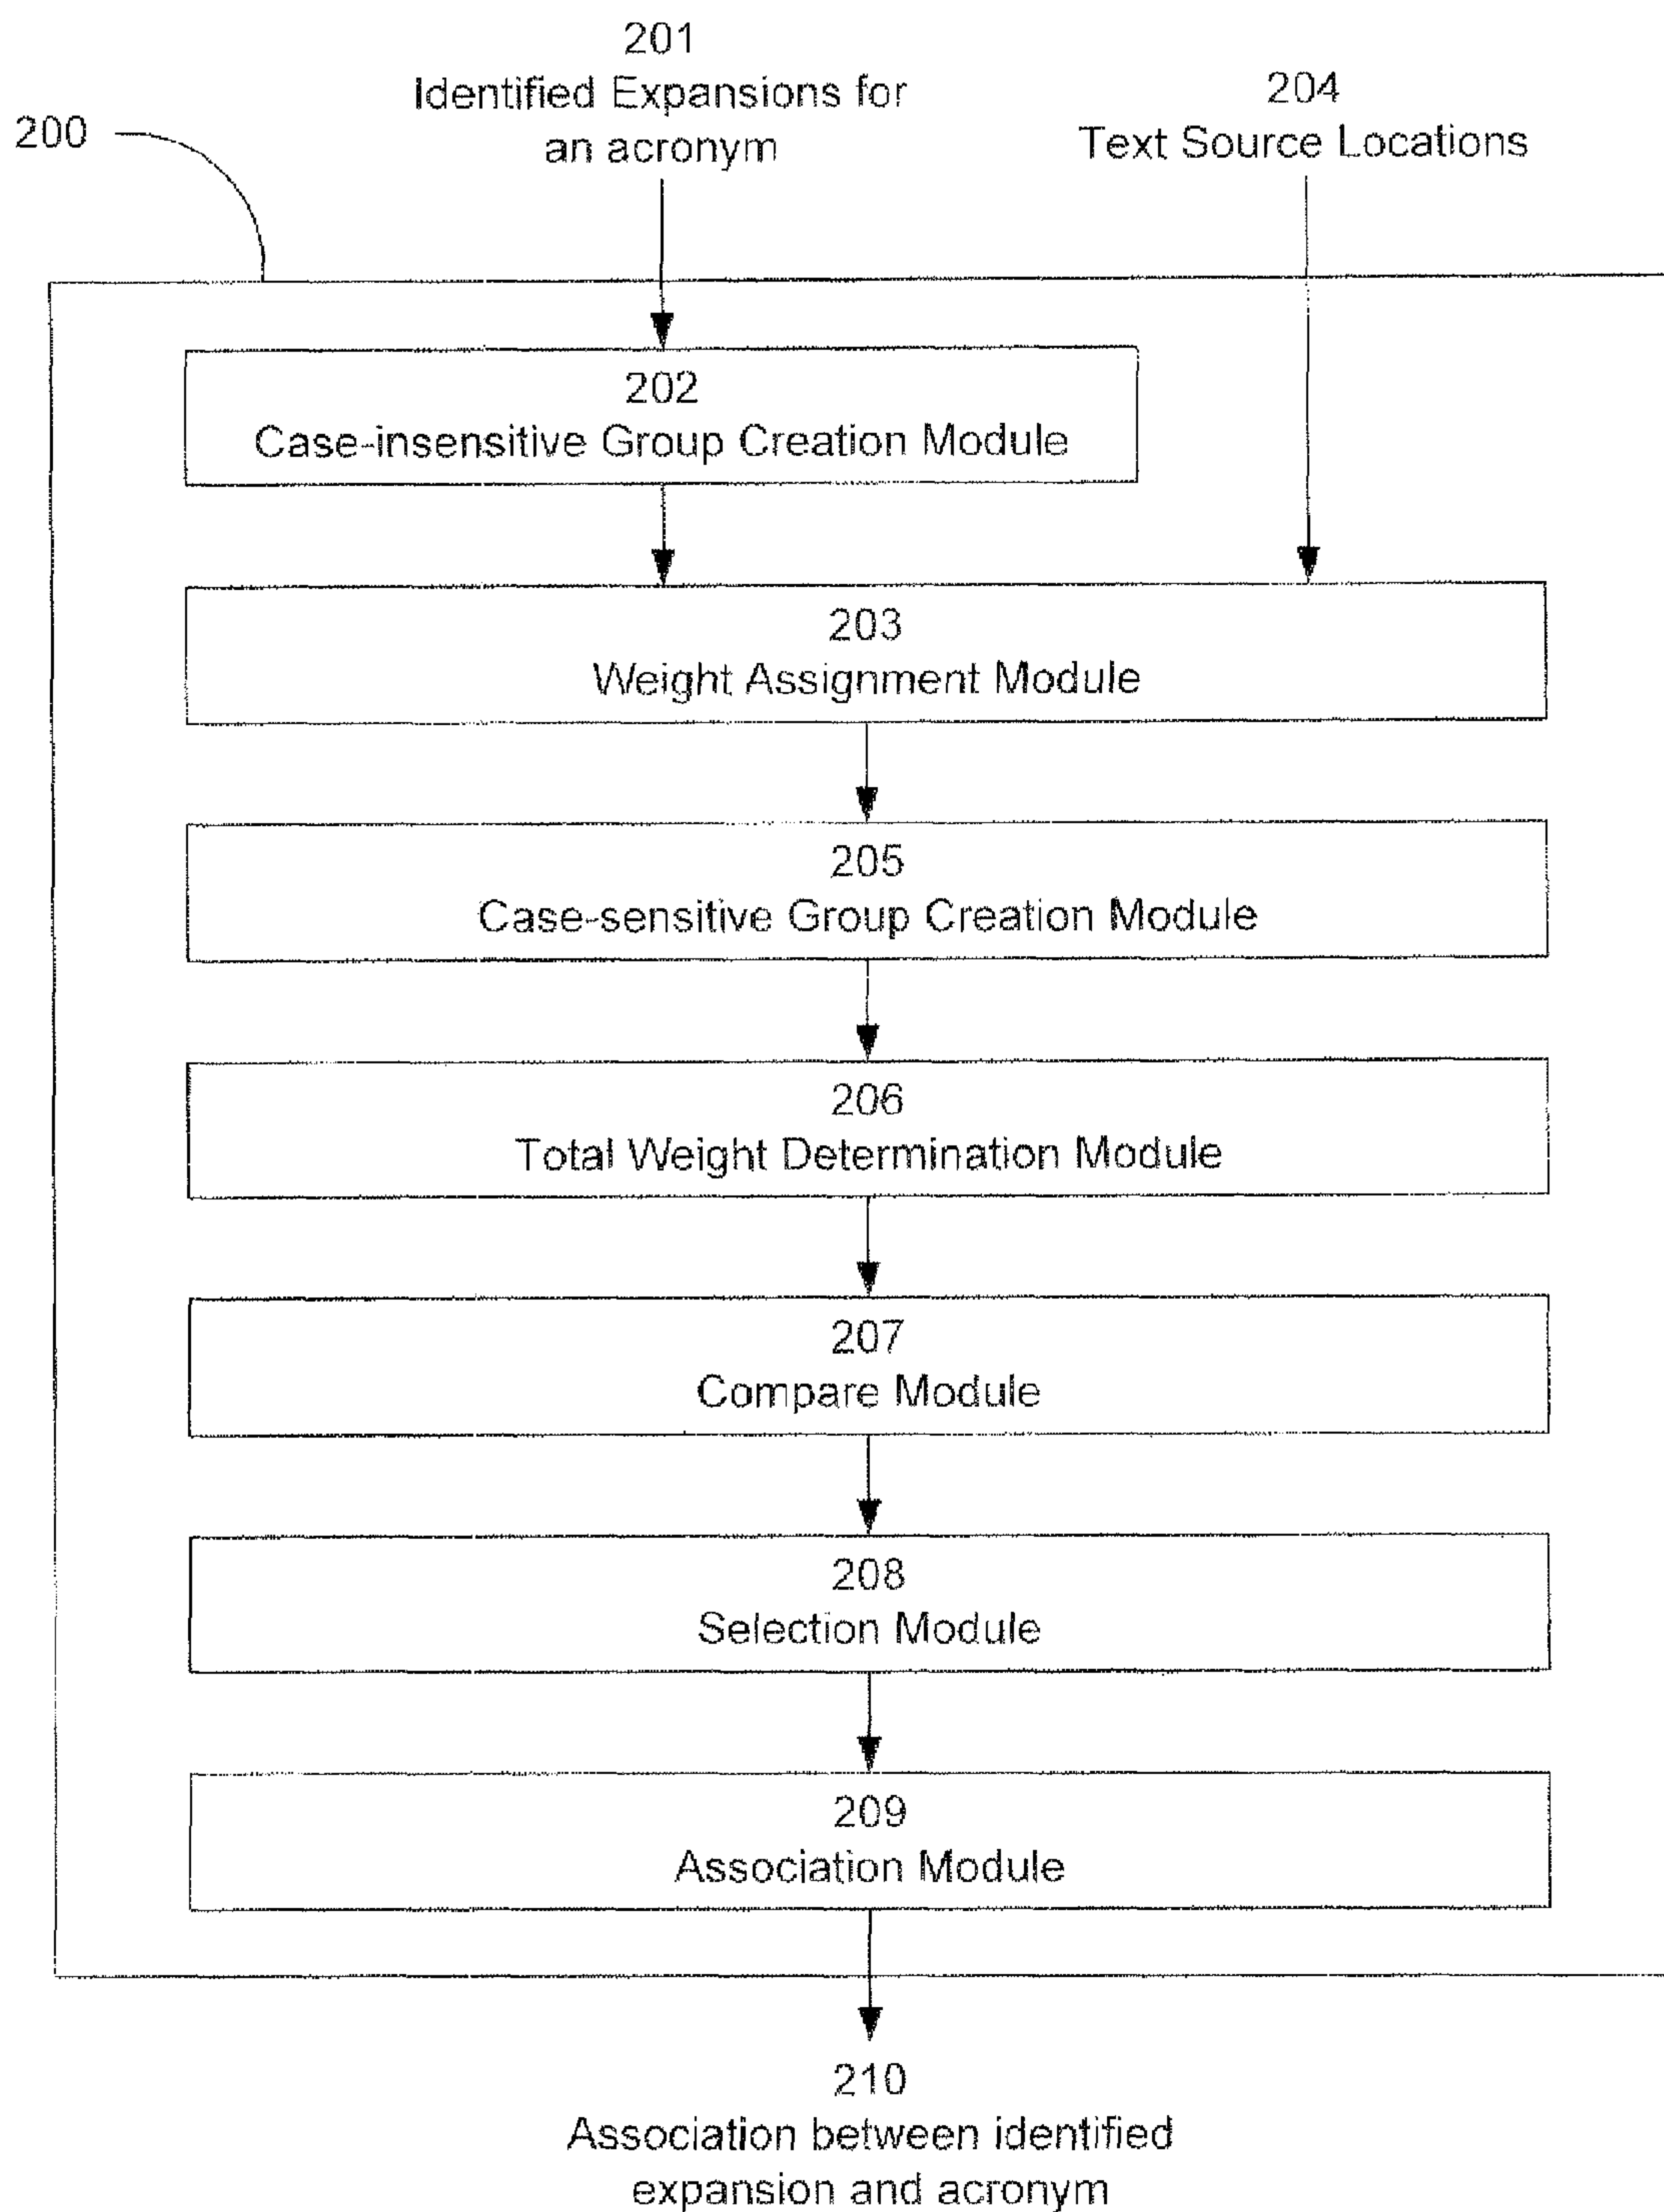 201
Identified Expansions for
an acronym
204
Text Source Locations
200
202
Case-insensitive Group Creation Module
203
Weight Assignment Module
205
Case-sensitive Group Creation Module
206
Total Weight Determination Module
207
Compare Module
208
Selection Module
209
Association Module
210
Association between identified
expansion and acronym